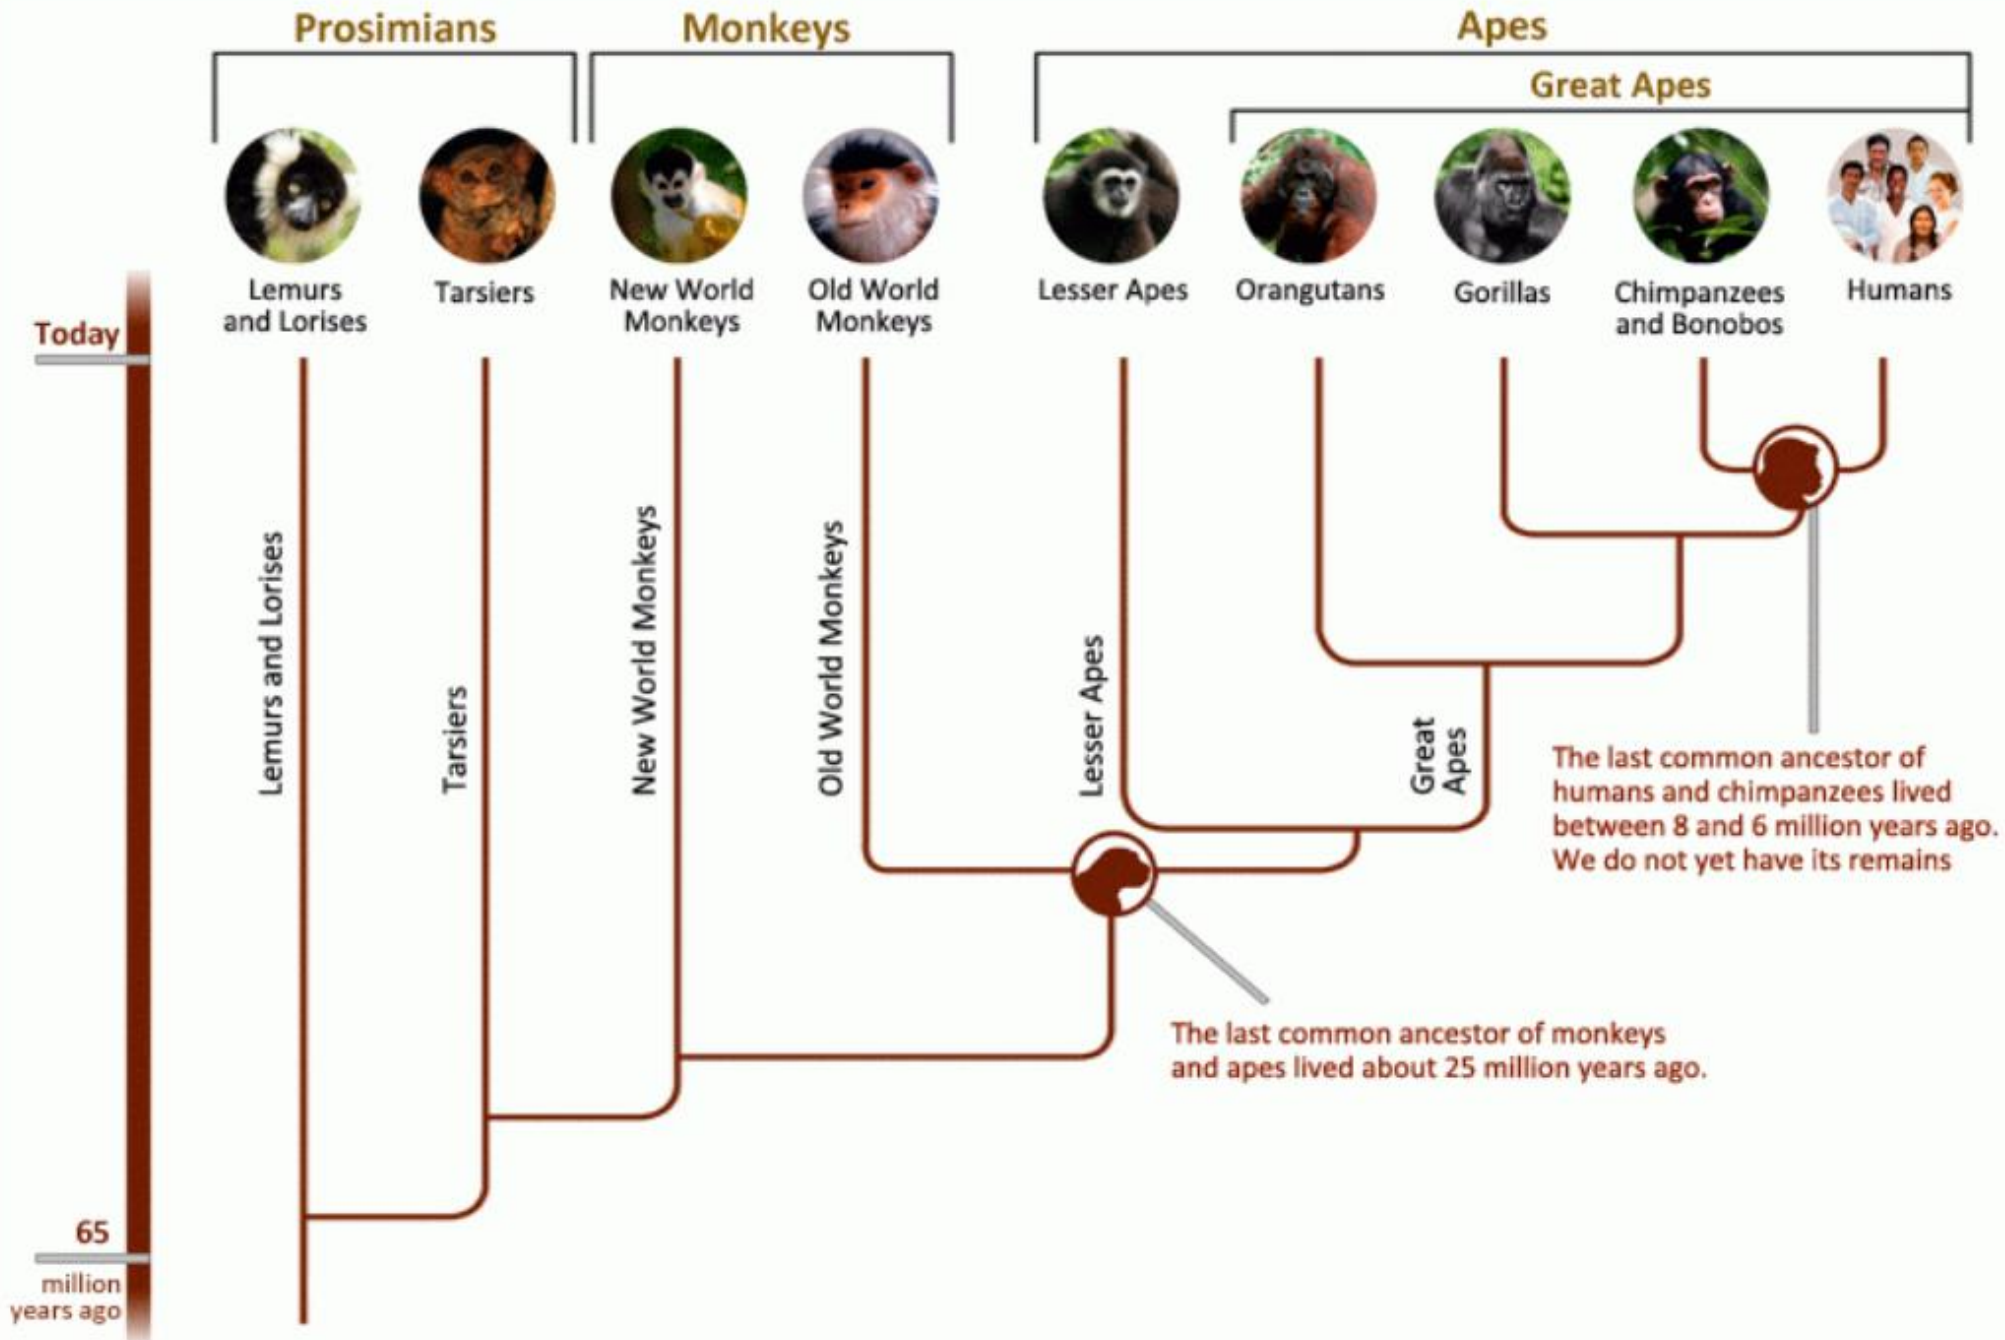 Prosimians
Monkeys
Apes
Great Apes
Lemurs
and Lorises
Tarsiers
New World
Monkeys
Old World
Monkeys
Lesser Apes
Orangutans
Gorillas
Chimpanzees
and Bonobos
Humans
Today
Lemurs and Lorises
Tarsiers
New World Monkeys
Old World Monkeys
Lesser Apes
Great
Apes
The last common ancestor of
humans and chimpanzees lived
between 8 and 6 million years ago.
We do not yet have its remains
The last common ancestor of monkeys
and apes lived about 25 million years ago.
65
million
years ago